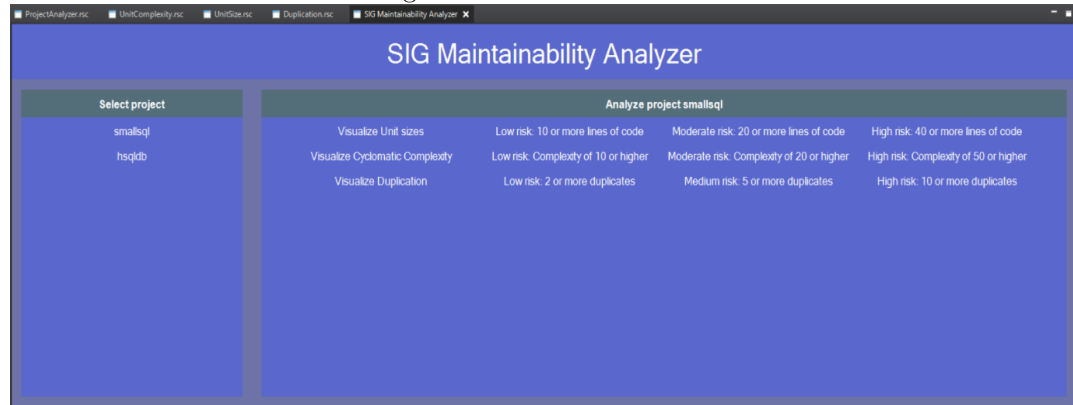 ProjectAnalyzer.rsc UnitComplexity.rsc UnitSize.rsc Duplication.rsc SIG Maintainability Analyzer
SIG Maintainability Analyzer
Select project Analyze project smallsql
smallsql Visualize Unit sizes Low risk: 10 or more lines of code Moderate risk: 20 or more lines of code High risk: 40 or more lines of code
hsqldb Visualize Cyclomatic Complexity Low risk: Complexity of 10 or higher Moderate risk: Complexity of 20 or higher High risk: Complexity of 50 or higher
Visualize Duplication Low risk: 2 or more duplicates Medium risk: 5 or more duplicates High risk: 10 or more duplicates